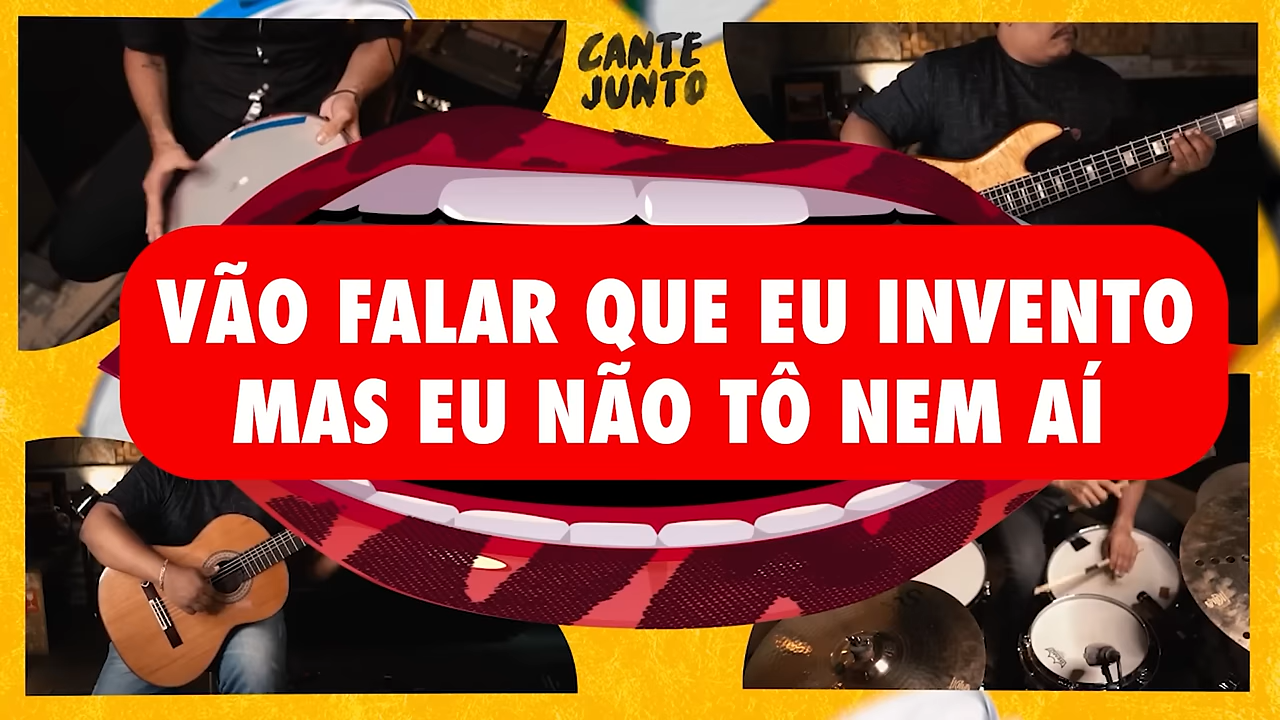 CANTE
JUNTO
VÃO FALAR QUE EU INVENTO
MAS EU NÃO TÔ NEM AÍ